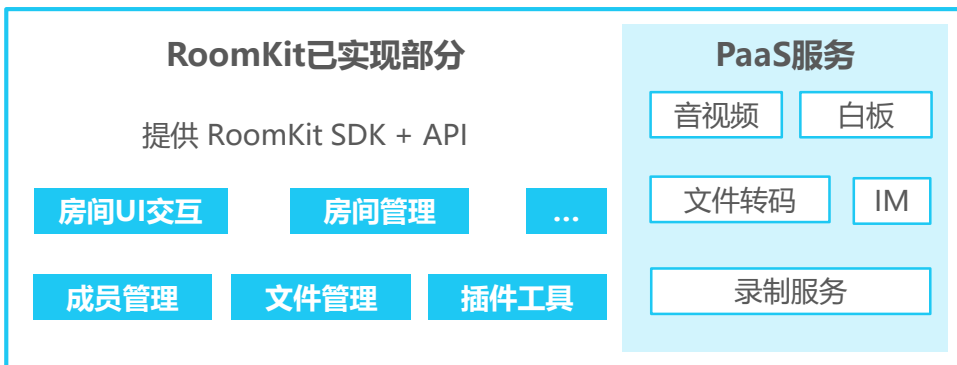 RoomKit已实现部分
提供 RoomKit SDK + API
房间UI交互
房间管理
...
成员管理
文件管理
插件工具
PaaS服务
音视频
白板
文件转码
IM
录制服务